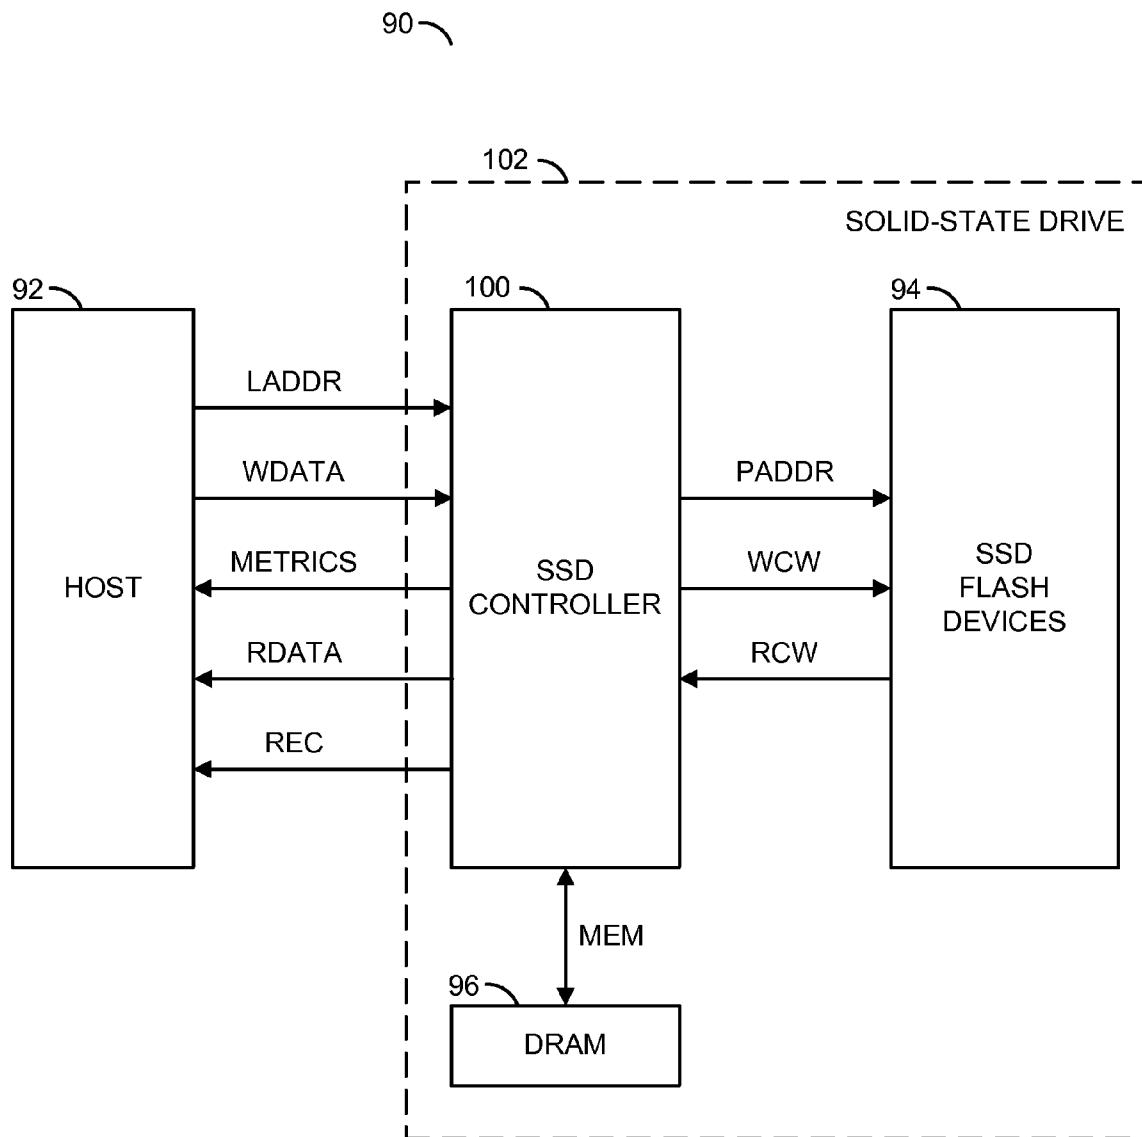 90
102
SOLID-STATE DRIVE
92
100
94
LADDR
WDATA
PADDR
METRICS
WCW
HOST
SSD
CONTROLLER
SSD
FLASH
DEVICES
RDATA
RCW
REC
MEM
96
DRAM